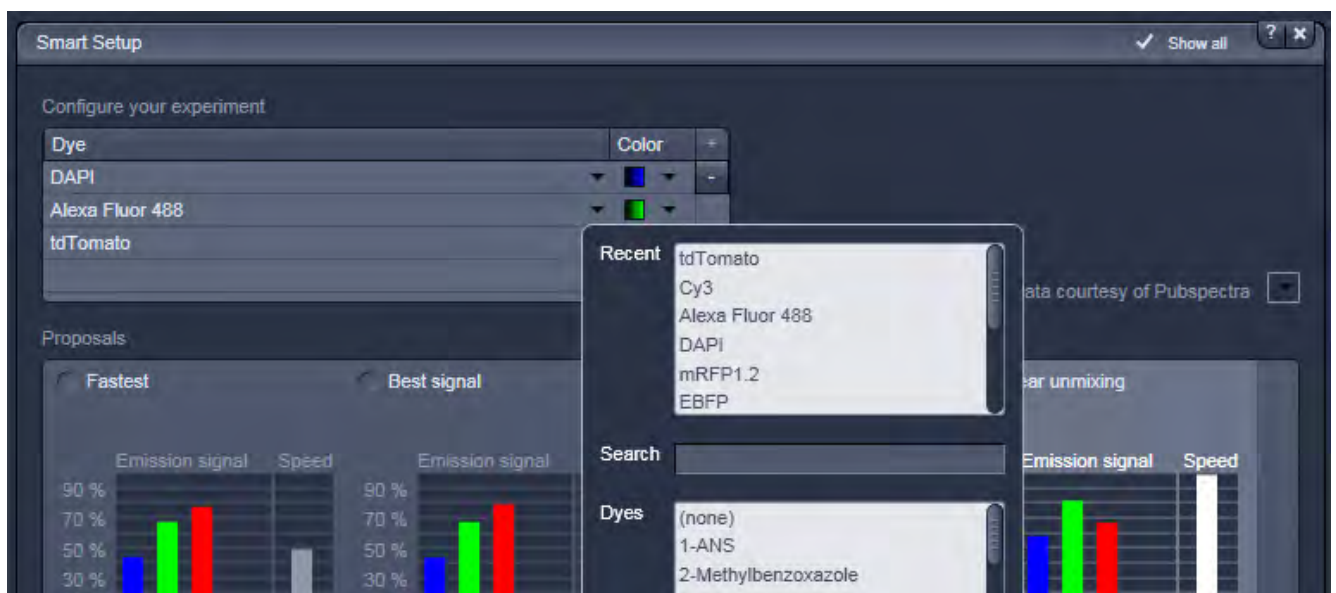 Smart Setup
Show all
? ×
Configure your experiment
Dye Color +
DAPI -
Alexa Fluor 488
tdTomato
Recent
tdTomato
Cy3
Alexa Fluor 488
DAPI
mRFP1.2
EBFP
Search
Dyes
(none)
1-ANS
2-Methylbenzoxazole
ata courtesy of Pubspectra
Proposals
Fastest
Emission signal Speed
90 %
70 %
50 %
30 %
Best signal
Emission signal
90 %
70 %
50 %
30 %
ear unmixing
Emission signal Speed